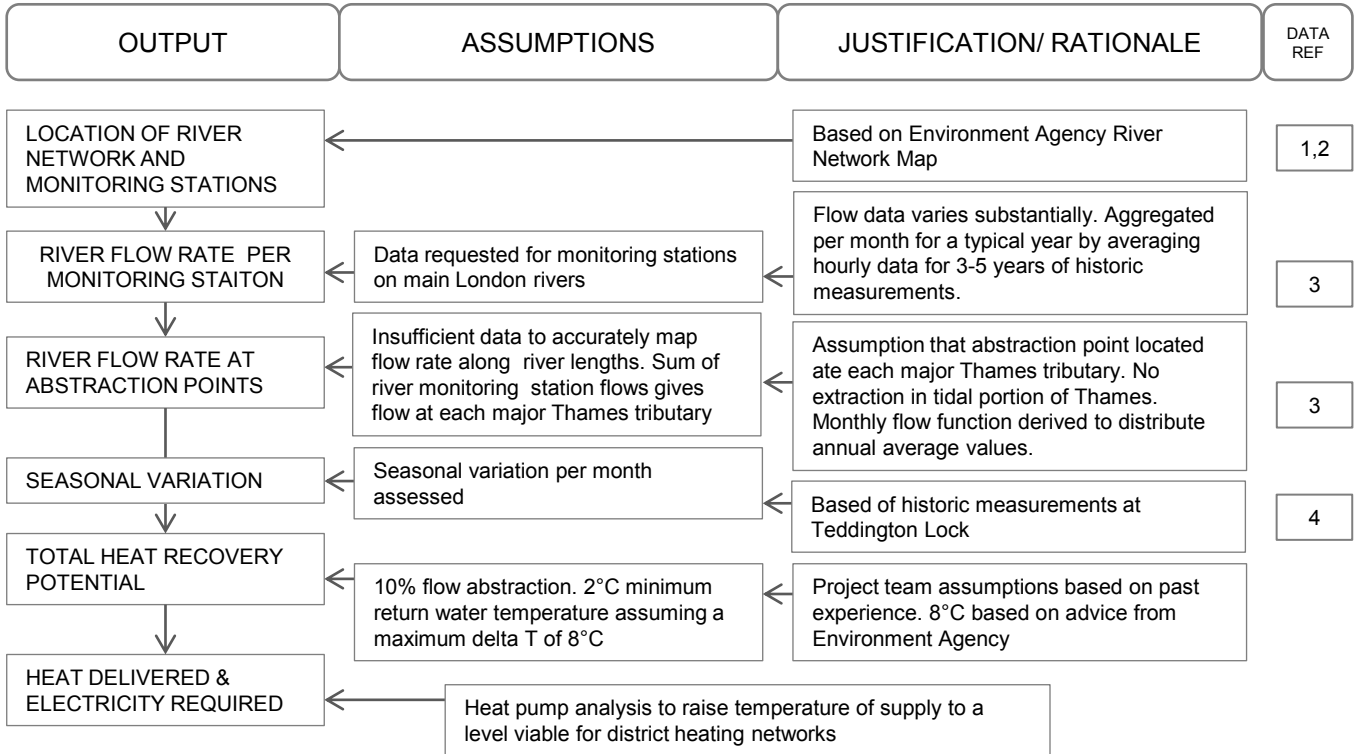 OUTPUT
ASSUMPTIONS
JUSTIFICATION/ RATIONALE
DATA
REF
LOCATION OF RIVER
NETWORK AND
MONITORING STATIONS
Based on Environment Agency River
Network Map
1,2
RIVER FLOW RATE PER
MONITORING STAITON
Data requested for monitoring stations
on main London rivers
Flow data varies substantially. Aggregated
per month for a typical year by averaging
hourly data for 3-5 years of historic
measurements.
3
RIVER FLOW RATE AT
ABSTRACTION POINTS
Insufficient data to accurately map
flow rate along river lengths. Sum of
river monitoring station flows gives
flow at each major Thames tributary
Assumption that abstraction point located
ate each major Thames tributary. No
extraction in tidal portion of Thames.
Monthly flow function derived to distribute
annual average values.
3
SEASONAL VARIATION
Seasonal variation per month
assessed
Based of historic measurements at
Teddington Lock
4
TOTAL HEAT RECOVERY
POTENTIAL
10% flow abstraction. 2°C minimum
return water temperature assuming a
maximum delta T of 8°C
Project team assumptions based on past
experience. 8°C based on advice from
Environment Agency
HEAT DELIVERED &
ELECTRICITY REQUIRED
Heat pump analysis to raise temperature of supply to a
level viable for district heating networks